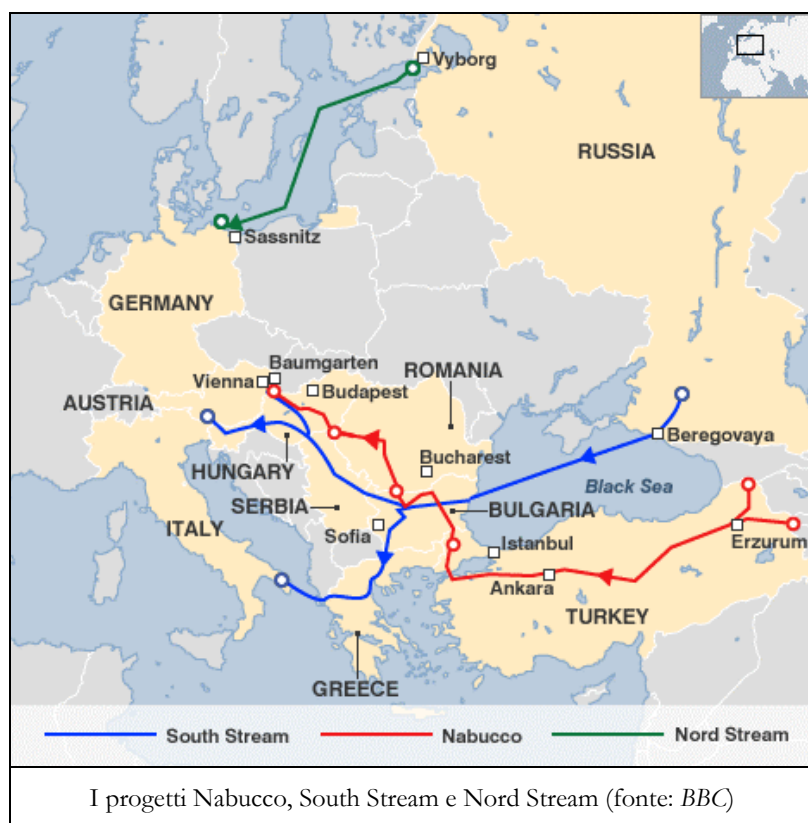 Vyborg
RUSSIA
Sassnitz
GERMANY
Baumgarten
Vienna
ROMANIA
Budapest
AUSTRIA
Beregovaya
Bucharest
HUNGARY
Black Sea
SERBIA
BULGARIA
ITALY
Sofia
Istanbul
Erzurum
Ankara
TURKEY
GREECE
South Stream
Nabucco
Nord Stream
I progetti Nabucco, South Stream e Nord Stream (fonte: BBC)